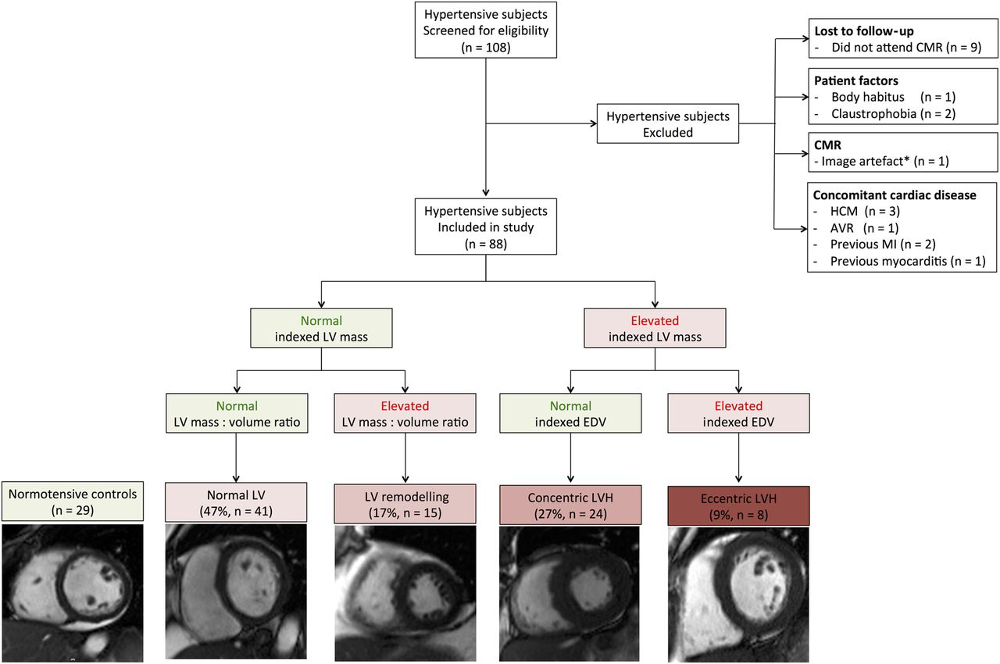 Hypertensive subjects
Screened for eligibility
(n = 108)
Lost to follow-up
- Did not attend CMR (n = 9)
Patient factors
- Body habitus (n = 1)
- Claustrophobia (n = 2)
Hypertensive subjects
Excluded
CMR
- Image artefact* (n = 1)
Concomitant cardiac disease
- HCM (n = 3)
- AVR (n = 1)
- Previous MI (n = 2)
- Previous myocarditis (n = 1)
Hypertensive subjects
Included in study
(n = 88)
Normal
indexed LV mass
Elevated
indexed LV mass
Normal
LV mass : volume ratio
Elevated
LV mass : volume ratio
Normal
indexed EDV
Elevated
indexed EDV
Normotensive controls
(n = 29)
Normal LV
(47%, n = 41)
LV remodelling
(17%, n = 15)
Concentric LVH
(27%, n = 24)
Eccentric LVH
(9%, n = 8)